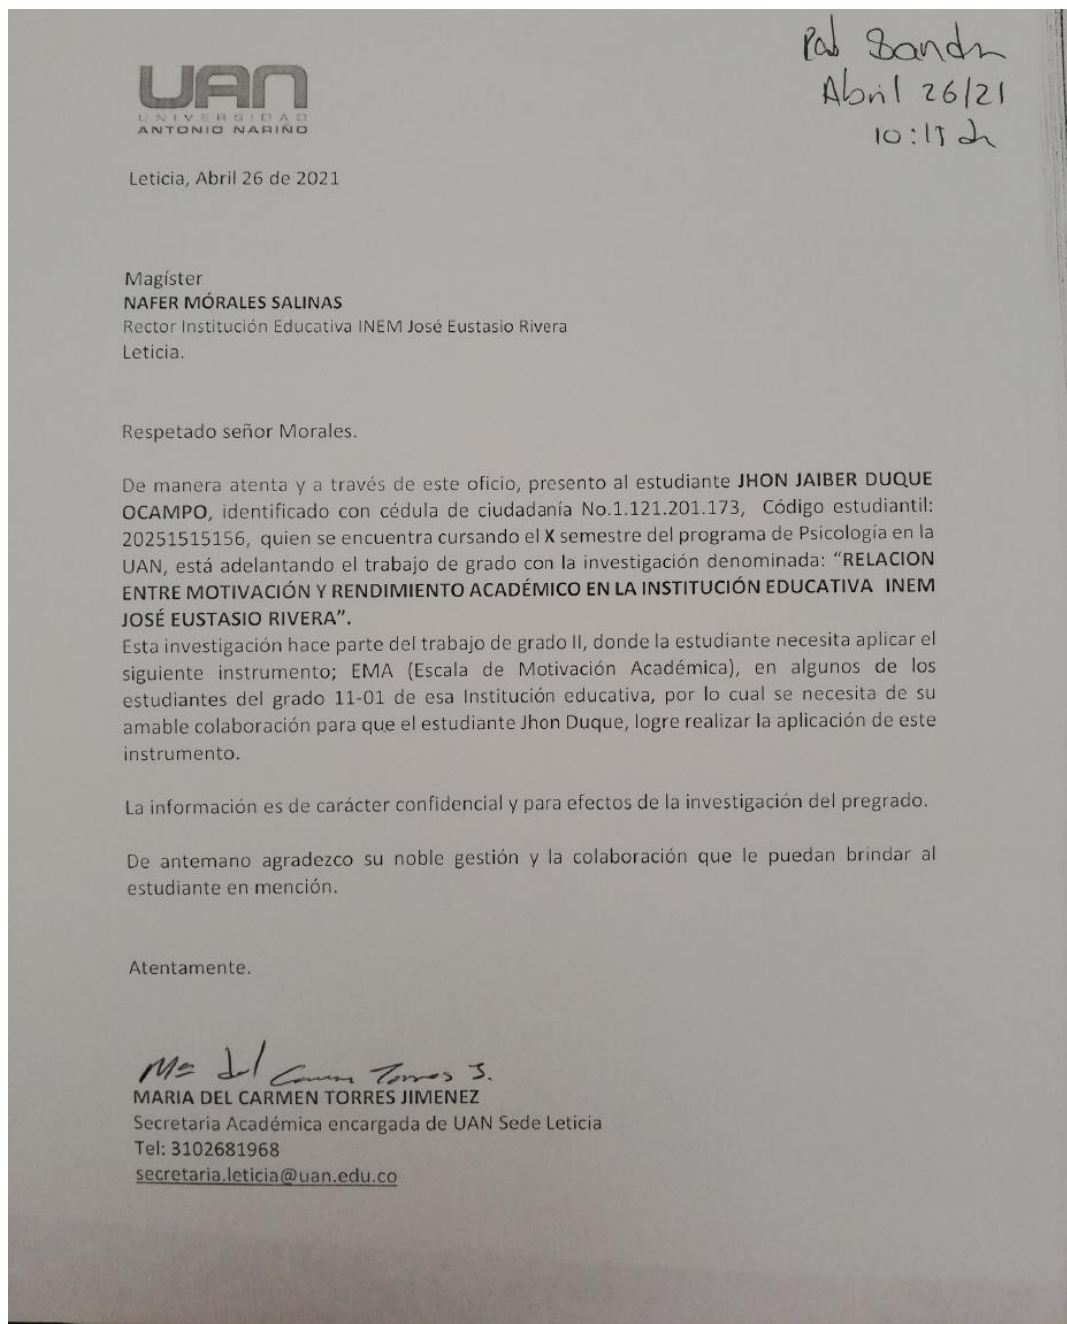 Sandra
Abril 26/21
UAN
UNIVERSIDAD
ANTONIO NARIÑO
Leticia, Abril 26 de 2021
Magíster
NAFER MÓRALES SALINAS
Rector Institución Educativa INEM José Eustasio Rivera
Leticia.
Respetado señor Morales.
De manera atenta y a través de este oficio, presento al estudiante JHON JAIBER DUQUE
OCAMPO, identificado con cédula de ciudadanía No.1.121.201.173, Código estudiantil:
20251515156, quien se encuentra cursando el X semestre del programa de Psicología en la
UAN, está adelantando el trabajo de grado con la investigación denominada: “RELACION
ENTRE MOTIVACIÓN Y RENDIMIENTO ACADÉMICO EN LA INSTITUCIÓN EDUCATIVA INEM
JOSÉ EUSTASIO RIVERA”.
Esta investigación hace parte del trabajo de grado II, donde la estudiante necesita aplicar el
siguiente instrumento; EMA (Escala de Motivación Académica), en algunos de los
estudiantes del grado 11-01 de esa Institución educativa, por lo cual se necesita de su
amable colaboración para que el estudiante Jhon Duque, logre realizar la aplicación de este
instrumento.
La información es de carácter confidencial y para efectos de la investigación del pregrado.
De antemano agradezco su noble gestión y la colaboración que le puedan brindar al
estudiante en mención.
Atentamente.
Mª del Carmen Torres J.
MARIA DEL CARMEN TORRES JIMENEZ
Secretaria Académica encargada de UAN Sede Leticia
Tel: 3102681968
secretaria.leticia@uan.edu.co